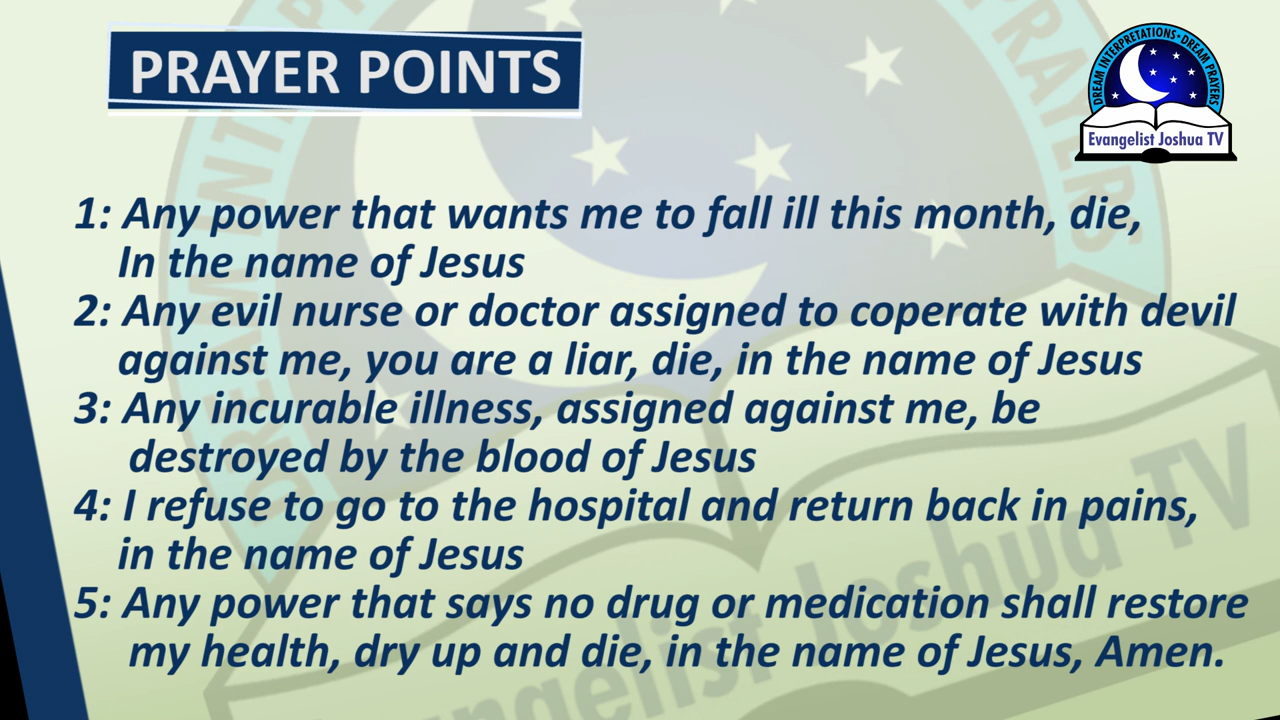 PRAYER POINTS
DREAM INTERPRETATIONS • DREAM PRAYERS
Evangelist Joshua TV
1: Any power that wants me to fall ill this month, die,
In the name of Jesus
2: Any evil nurse or doctor assigned to coperate with devil
against me, you are a liar, die, in the name of Jesus
3: Any incurable illness, assigned against me, be
destroyed by the blood of Jesus
4: I refuse to go to the hospital and return back in pains,
in the name of Jesus
5: Any power that says no drug or medication shall restore
my health, dry up and die, in the name of Jesus, Amen.